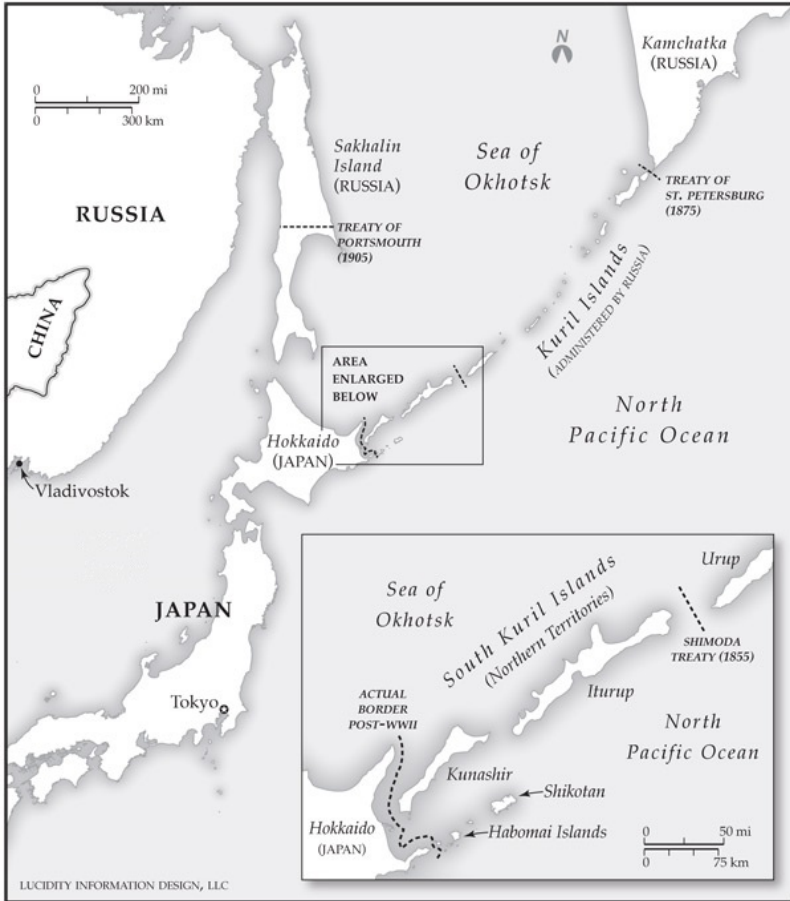 N
Kamchatka
(RUSSIA)
0 200 mi
0 300 km
Sakhalin
Island
(RUSSIA)
Sea of
Okhotsk
TREATY OF
ST. PETERSBURG
(1875)
RUSSIA
TREATY OF
PORTSMOUTH
(1905)
Kuril Islands
(ADMINISTERED BY RUSSIA)
CHINA
AREA
ENLARGED
BELOW
North
Pacific Ocean
Hokkaido
(JAPAN)
Vladivostok
JAPAN
Tokyo
Sea of
Okhotsk
South Kuril Islands
(Northern Territories)
Urup
SHIMODA
TREATY (1855)
ACTUAL
BORDER
POST-WWII
Iturup
North
Pacific Ocean
Kunashir
Shikotan
Habomai Islands
Hokkaido
(JAPAN)
0 50 mi
0 75 km
LUCIDITY INFORMATION DESIGN, LLC